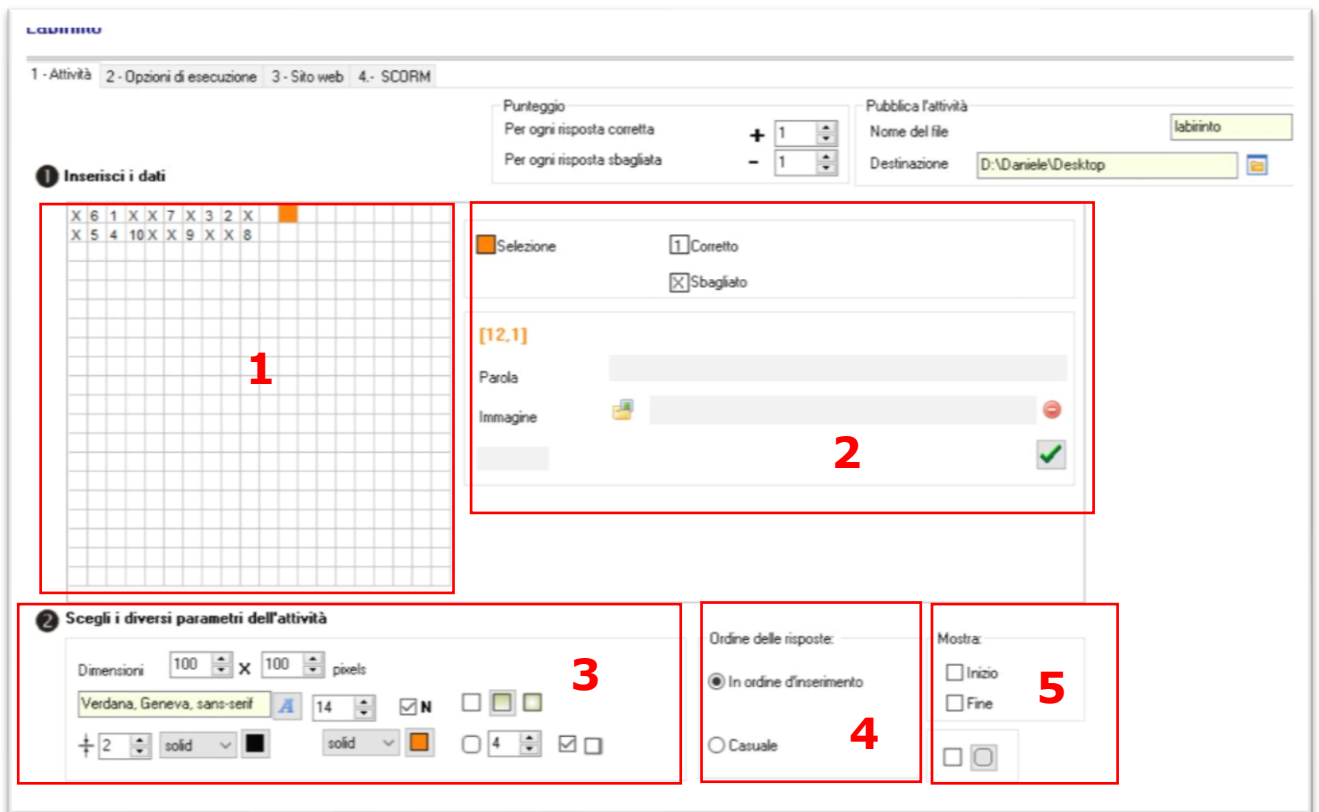 Labirinto
1 - Attività 2 - Opzioni di esecuzione 3 - Sito web 4.- SCORM
Punteggio
Per ogni risposta corretta + 1
Per ogni risposta sbagliata - 1
Pubblica l'attività
Nome del file labirinto
Destinazione D:\Daniele\Desktop
1 Inserisci i dati
X 6 1 X X 7 X 3 2 X
X 5 4 10 X X 9 X X 8
1
Selezione 1 Corretto
X Sbagliato
[12,1]
Parola
Immagine
2
2 Scegli i diversi parametri dell'attività
Dimensioni 100 X 100 pixels
Verdana, Geneva, sans-serif A 14 N
2 solid solid 4
3
Ordine delle risposte:
In ordine d'inserimento
Casuale
4
Mostra:
Inizio
Fine
5